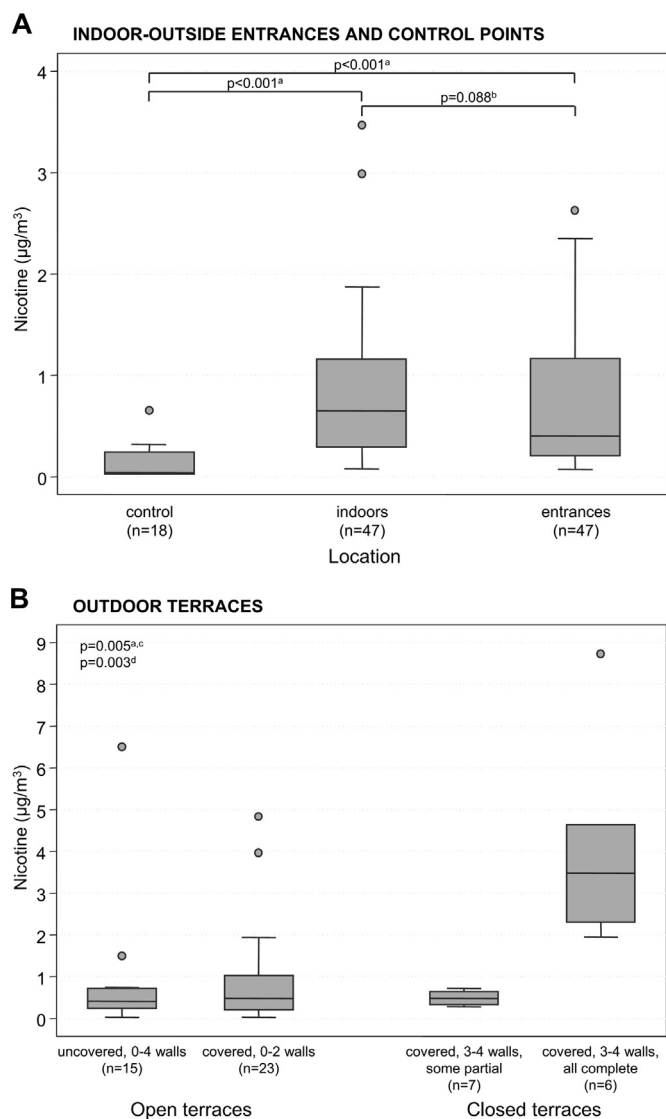 A
INDOOR-OUTSIDE ENTRANCES AND CONTROL POINTS
p<0.001ᵃ
p<0.001ᵃ
p=0.088ᵇ
Nicotine (µg/m³)
4
3
2
1
0
control
(n=18)
indoors
(n=47)
entrances
(n=47)
Location
B
OUTDOOR TERRACES
p=0.005ᵃ,ᶜ
p=0.003ᵈ
Nicotine (µg/m³)
9
8
7
6
5
4
3
2
1
0
uncovered, 0-4 walls
(n=15)
covered, 0-2 walls
(n=23)
covered, 3-4 walls,
some partial
(n=7)
covered, 3-4 walls,
all complete
(n=6)
Open terraces
Closed terraces